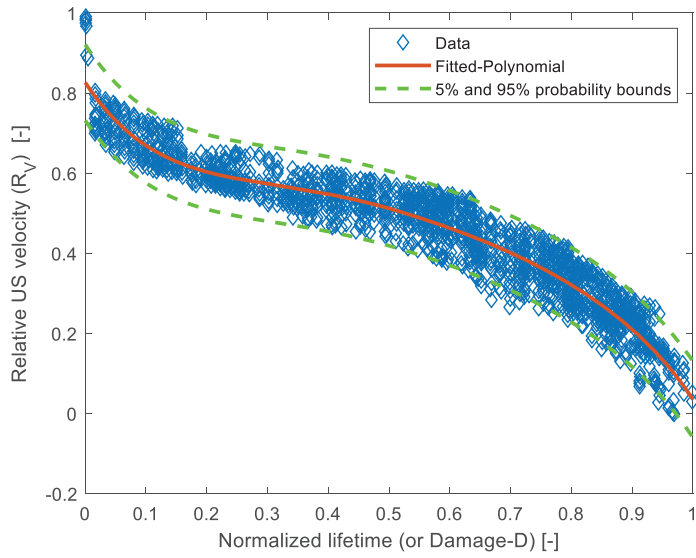 Data
Fitted-Polynomial
5% and 95% probability bounds
Relative US velocity (R_V) [-]
1
0.8
0.6
0.4
0.2
0
-0.2
0 0.1 0.2 0.3 0.4 0.5 0.6 0.7 0.8 0.9 1
Normalized lifetime (or Damage-D) [-]